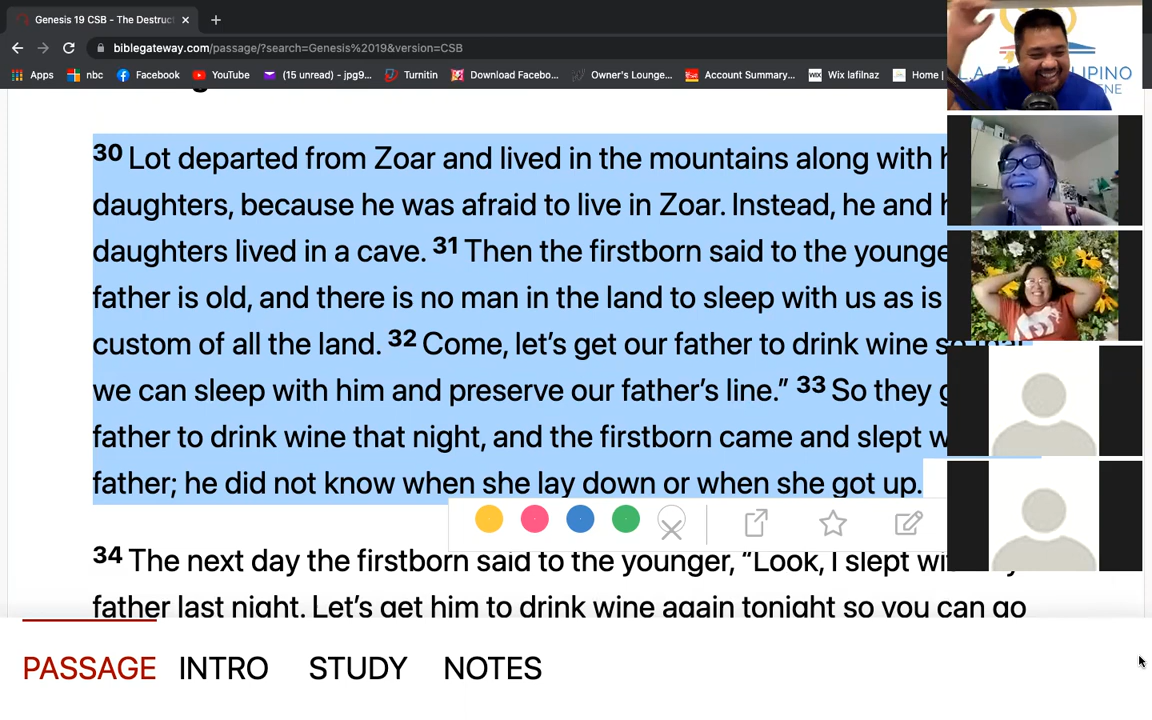 Genesis 19 CSB - The Destruct
biblegateway.com/passage/?search=Genesis%2019&version=CSB
Apps nbc Facebook YouTube (15 unread) - jpg9... Turnitin Download Facebo... Owner's Lounge... Account Summary... WIX Wix lafilnaz Home |
30 Lot departed from Zoar and lived in the mountains along with
daughters, because he was afraid to live in Zoar. Instead, he and
daughters lived in a cave. 31 Then the firstborn said to the
father is old, and there is no man in the land to sleep with us as is
custom of all the land. 32 Come, let's get our father to drink wine so that
we can sleep with him and preserve our father's line.” 33 So they
father to drink wine that night, and the firstborn came and slept
father; he did not know when she lay down or when she got up.
34 The next day the firstborn said to the younger, “Look, I slept
father last night. Let's get him to drink wine again tonight so you can go
PASSAGE INTRO STUDY NOTES